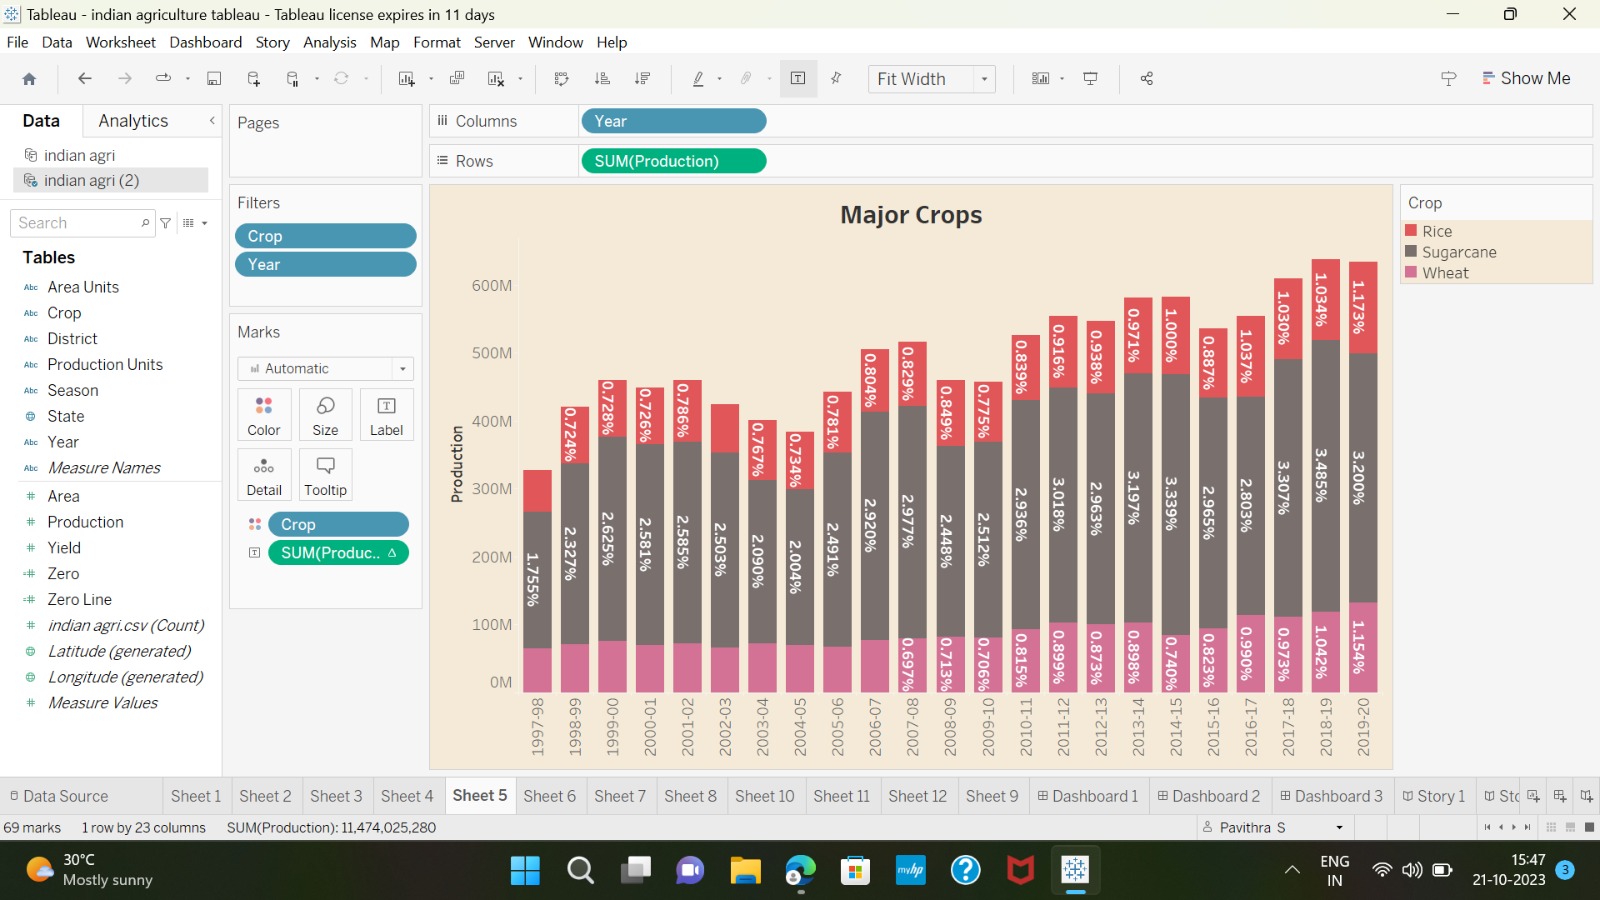 Tableau - indian agriculture tableau - Tableau license expires in 11 days
File Data Worksheet Dashboard Story Analysis Map Format Server Window Help
Fit Width
Show Me
Data Analytics
indian agri
indian agri (2)
Search
Tables
Abc Area Units
Abc Crop
Abc District
Abc Production Units
Abc Season
State
Abc Year
Abc Measure Names
# Area
# Production
# Yield
=# Zero
=# Zero Line
# indian agri.csv (Count)
Latitude (generated)
Longitude (generated)
# Measure Values
Pages
Filters
Crop
Year
Marks
Automatic
Color Size Label
Detail Tooltip
Crop
SUM(Produc.. Δ
Columns Year
Rows SUM(Production)
Major Crops
Production
600M
500M
400M
300M
200M
100M
0M
0.724% 0.728% 0.726% 0.786% 0.767% 0.734% 0.781% 0.804% 0.829% 0.849% 0.775% 0.839% 0.916% 0.938% 0.971% 1.000% 0.887% 1.037% 1.030% 1.034% 1.173%
1.755% 2.327% 2.625% 2.581% 2.585% 2.503% 2.090% 2.004% 2.491% 2.920% 2.977% 2.448% 2.512% 2.936% 3.018% 2.963% 3.197% 3.339% 2.965% 2.803% 3.307% 3.485% 3.200%
0.697% 0.713% 0.706% 0.815% 0.899% 0.873% 0.898% 0.740% 0.823% 0.990% 0.973% 1.042% 1.154%
1997-98 1998-99 1999-00 2000-01 2001-02 2002-03 2003-04 2004-05 2005-06 2006-07 2007-08 2008-09 2009-10 2010-11 2011-12 2012-13 2013-14 2014-15 2015-16 2016-17 2017-18 2018-19 2019-20
Crop
Rice
Sugarcane
Wheat
Data Source Sheet 1 Sheet 2 Sheet 3 Sheet 4 Sheet 5 Sheet 6 Sheet 7 Sheet 8 Sheet 10 Sheet 11 Sheet 12 Sheet 9 Dashboard 1 Dashboard 2 Dashboard 3 Story 1 Sto
69 marks 1 row by 23 columns SUM(Production): 11,474,025,280 Pavithra S
30°C
Mostly sunny
myhp
ENG
IN
15:47
21-10-2023
3